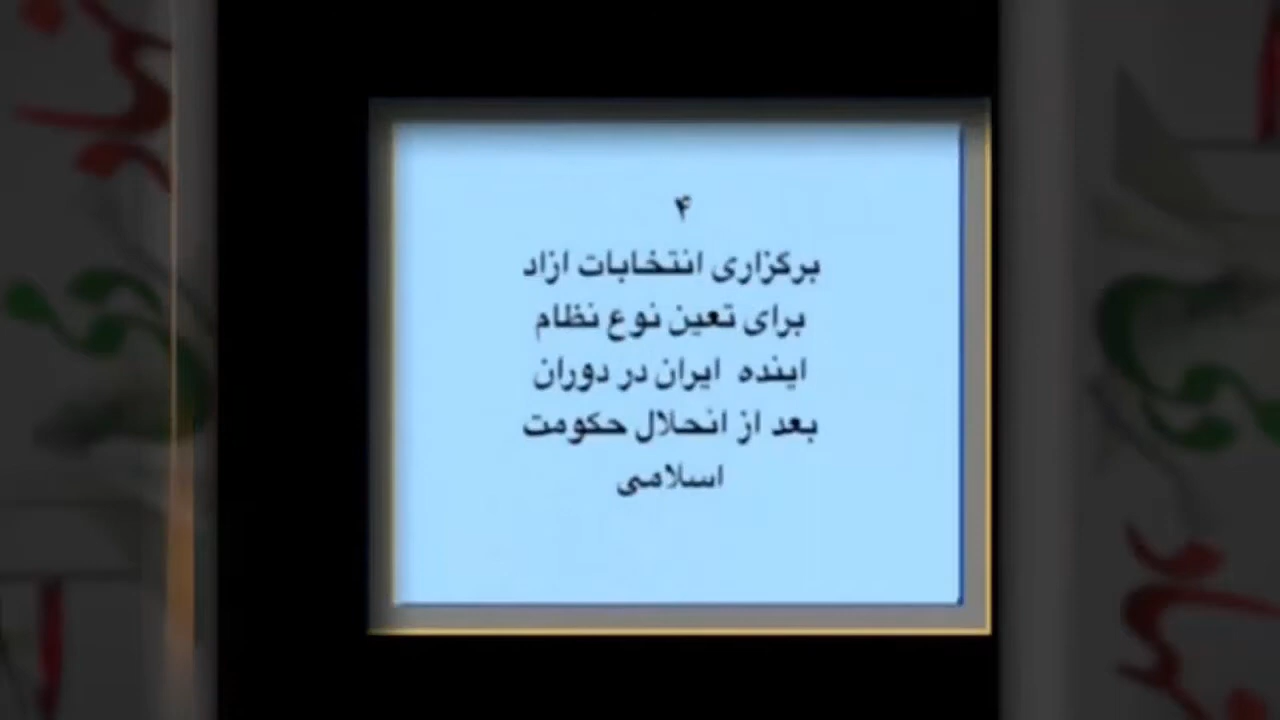 ۴
برگزاری انتخابات ازاد
برای تعین نوع نظام
اینده ایران در دوران
بعد از انحلال حکومت
اسلامی